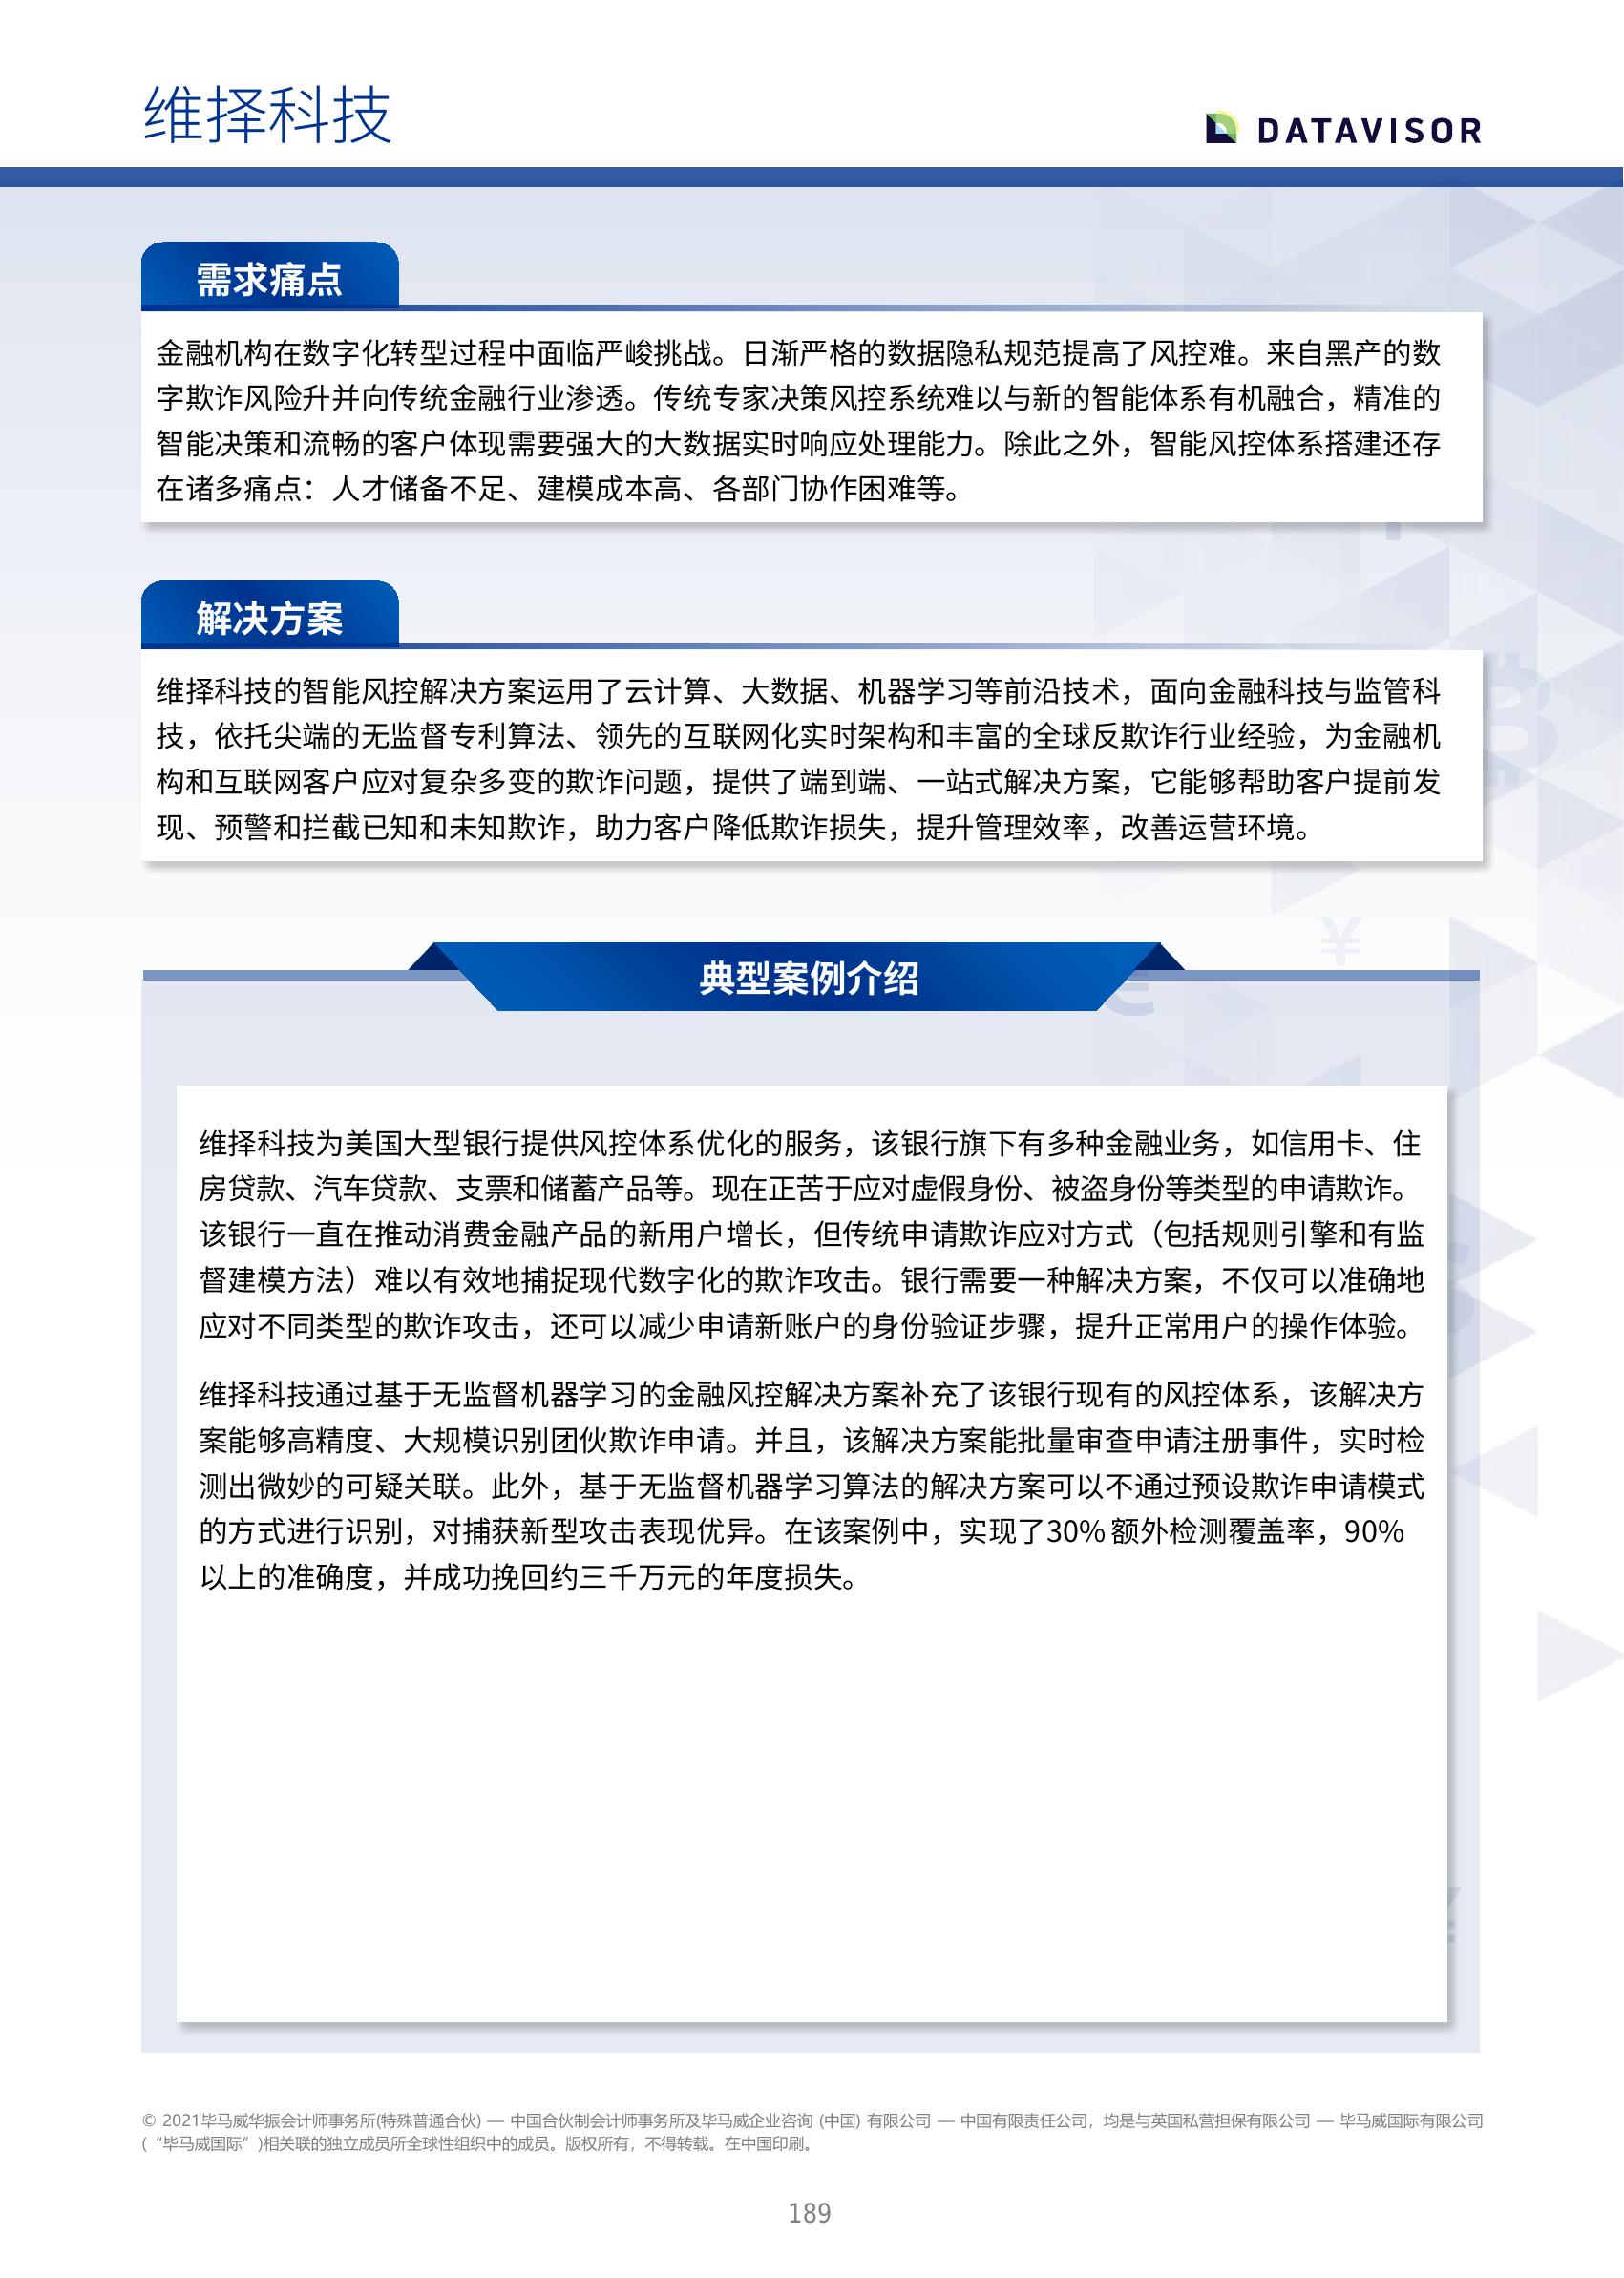 维择科技
DATAVISOR
需求痛点
金融机构在数字化转型过程中面临严峻挑战。日渐严格的数据隐私规范提高了风控难。来自黑产的数
字欺诈风险升并向传统金融行业渗透。传统专家决策风控系统难以与新的智能体系有机融合，精准的
智能决策和流畅的客户体现需要强大的大数据实时响应处理能力。除此之外，智能风控体系搭建还存
在诸多痛点：人才储备不足、建模成本高、各部门协作困难等。
解决方案
维择科技的智能风控解决方案运用了云计算、大数据、机器学习等前沿技术，面向金融科技与监管科
技，依托尖端的无监督专利算法、领先的互联网化实时架构和丰富的全球反欺诈行业经验，为金融机
构和互联网客户应对复杂多变的欺诈问题，提供了端到端、一站式解决方案，它能够帮助客户提前发
现、预警和拦截已知和未知欺诈，助力客户降低欺诈损失，提升管理效率，改善运营环境。
典型案例介绍
维择科技为美国大型银行提供风控体系优化的服务，该银行旗下有多种金融业务，如信用卡、住
房贷款、汽车贷款、支票和储蓄产品等。现在正苦于应对虚假身份、被盗身份等类型的申请欺诈。
该银行一直在推动消费金融产品的新用户增长，但传统申请欺诈应对方式（包括规则引擎和有监
督建模方法）难以有效地捕捉现代数字化的欺诈攻击。银行需要一种解决方案，不仅可以准确地
应对不同类型的欺诈攻击，还可以减少申请新账户的身份验证步骤，提升正常用户的操作体验。
维择科技通过基于无监督机器学习的金融风控解决方案补充了该银行现有的风控体系，该解决方
案能够高精度、大规模识别团伙欺诈申请。并且，该解决方案能批量审查申请注册事件，实时检
测出微妙的可疑关联。此外，基于无监督机器学习算法的解决方案可以不通过预设欺诈申请模式
的方式进行识别，对捕获新型攻击表现优异。在该案例中，实现了30% 额外检测覆盖率，90%
以上的准确度，并成功挽回约三千万元的年度损失。
© 2021毕马威华振会计师事务所(特殊普通合伙) — 中国合伙制会计师事务所及毕马威企业咨询 (中国) 有限公司 — 中国有限责任公司，均是与英国私营担保有限公司 — 毕马威国际有限公司
(“毕马威国际”)相关联的独立成员所全球性组织中的成员。版权所有，不得转载。在中国印刷。
189